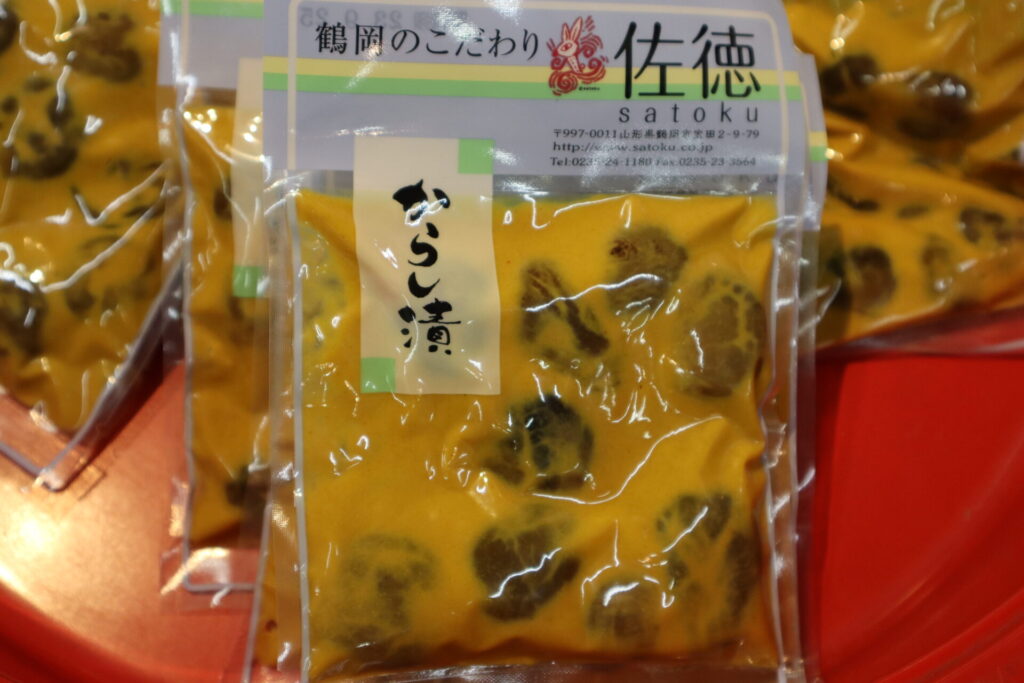 鶴岡のこだわり
佐徳
satoku
〒997-0011山形県鶴岡市宝田2-9-79
http://www.satoku.co.jp
Tel:0235-24-1180 Fax:0235-23-3564
からし漬